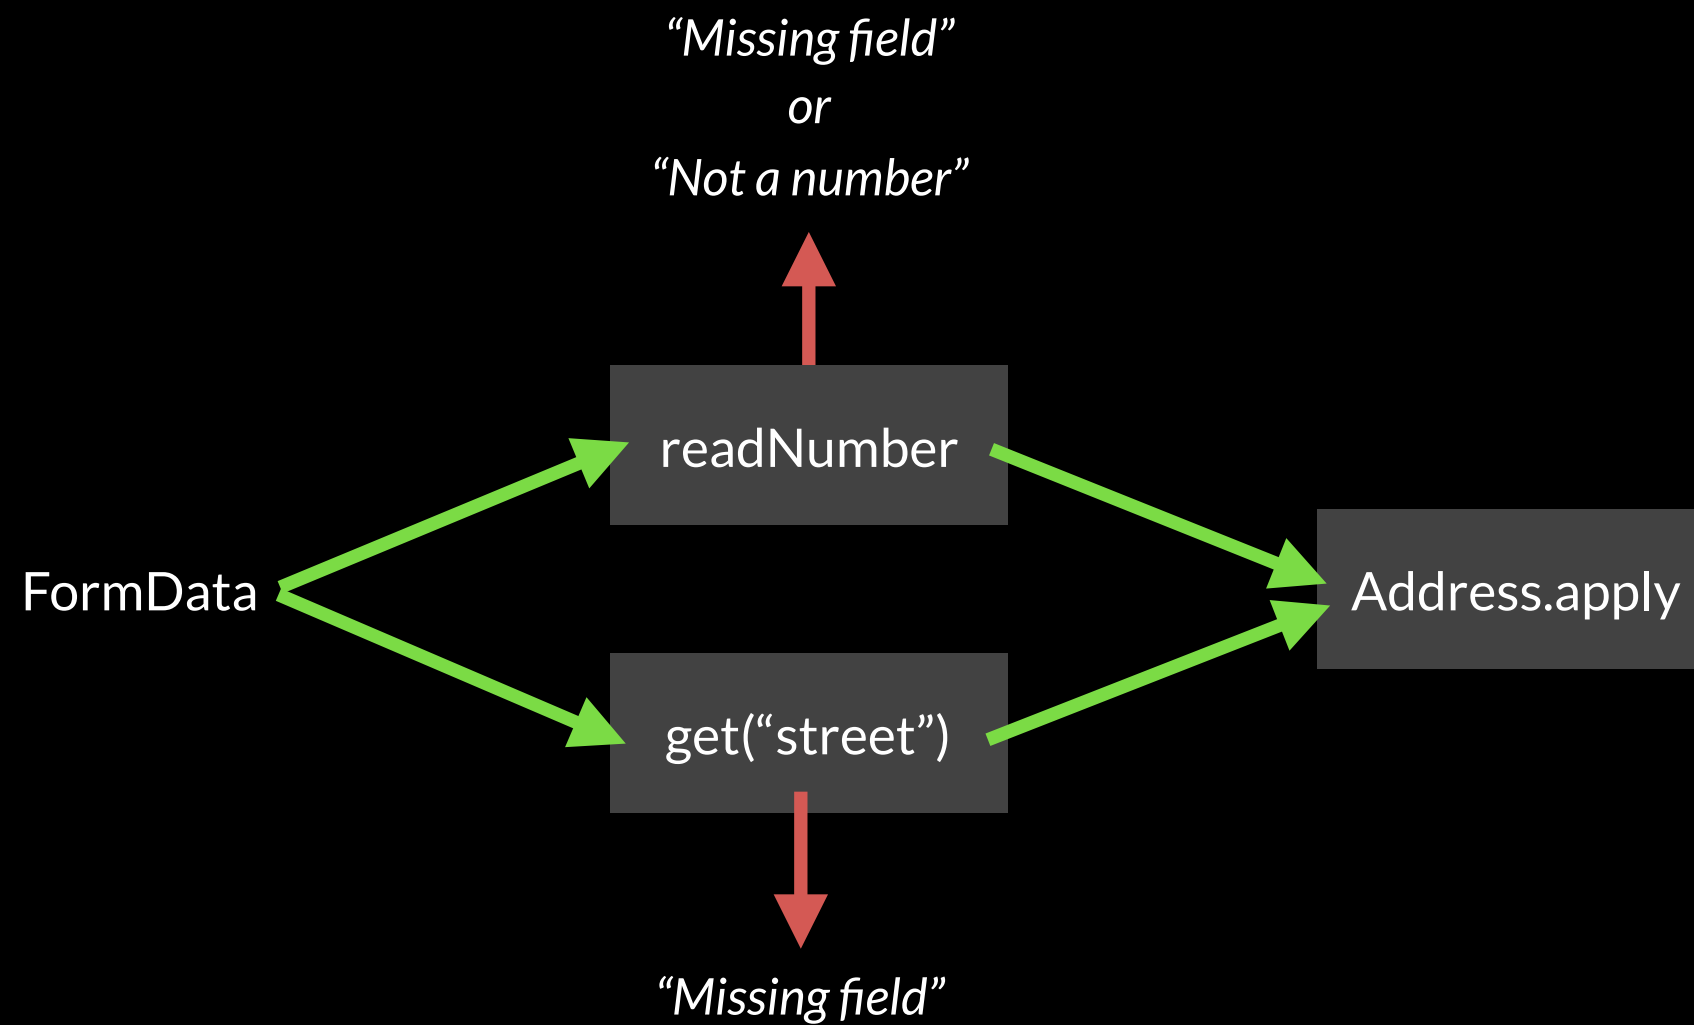 “Missing field”
or
“Not a number”
readNumber
FormData
Address.apply
get(“street”)
“Missing field”